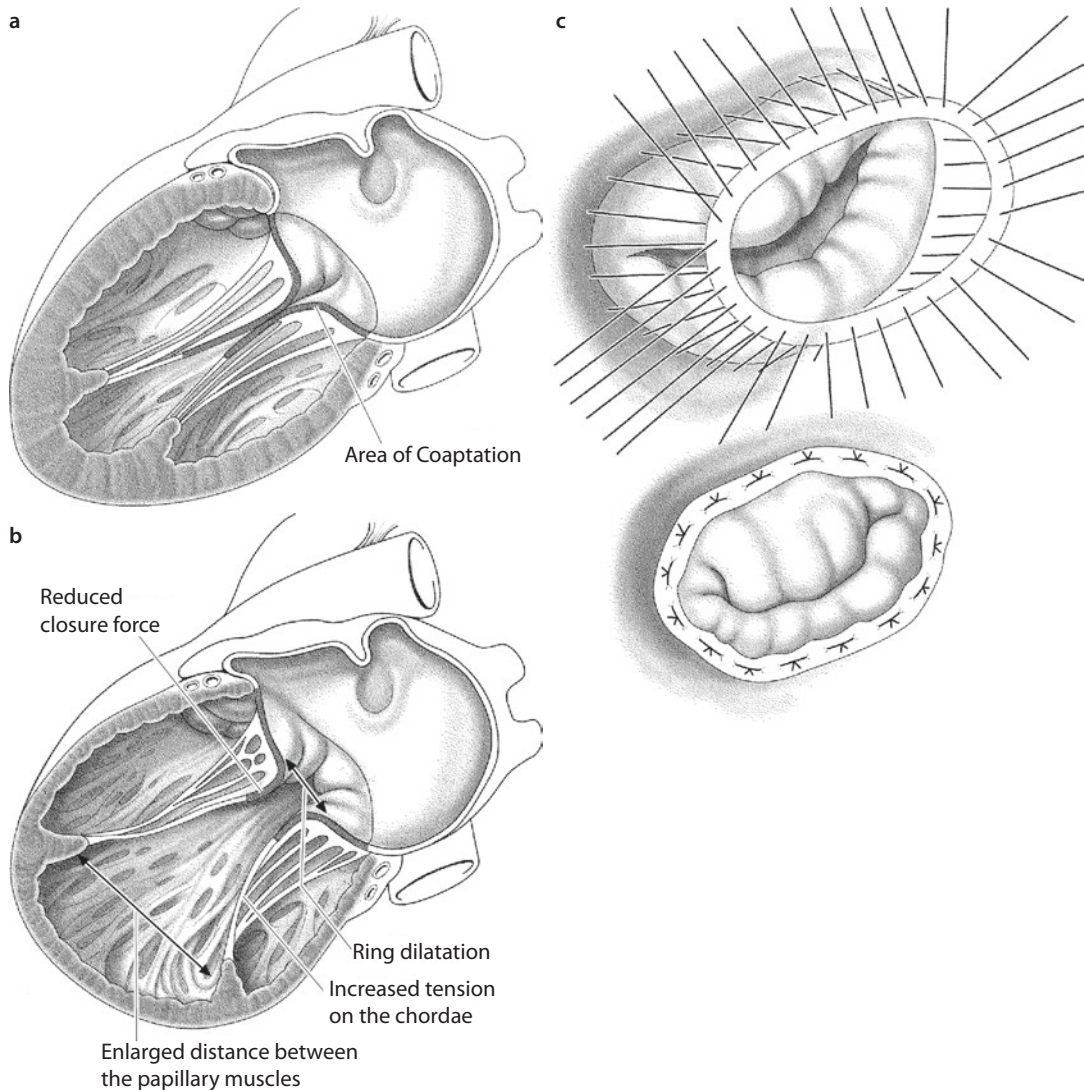 a
Area of Coaptation
b
Reduced
closure force
Ring dilatation
Increased tension
on the chordae
Enlarged distance between
the papillary muscles
c